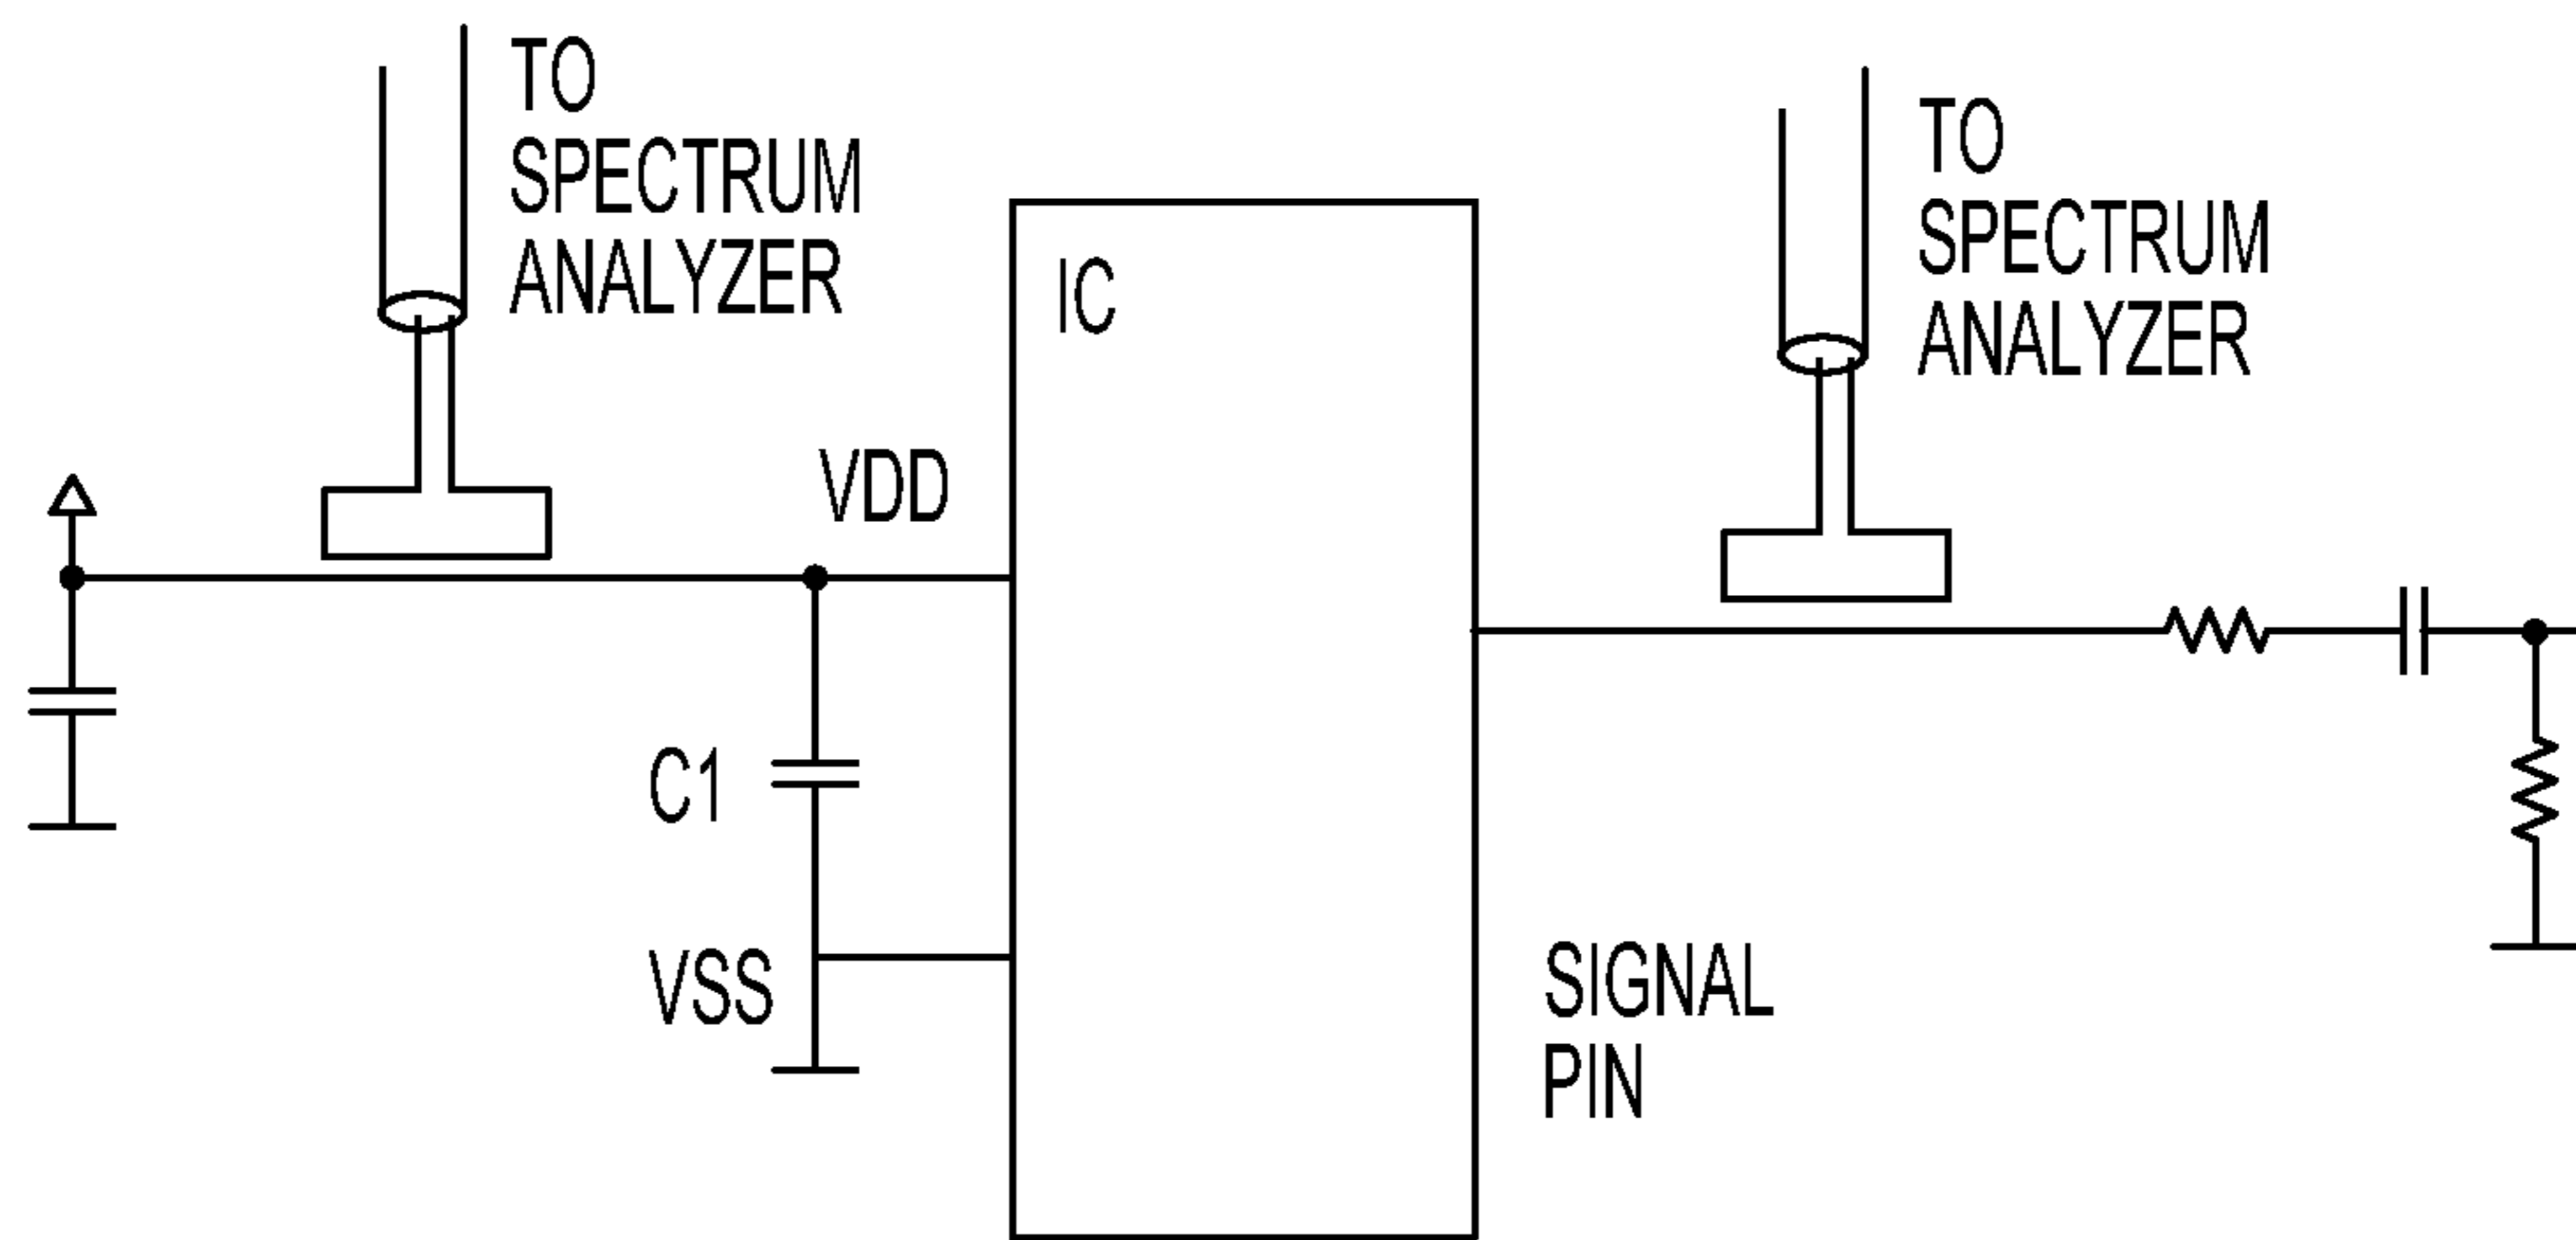 TO
SPECTRUM
ANALYZER
TO
SPECTRUM
ANALYZER
IC
VDD
C1
VSS
SIGNAL
PIN